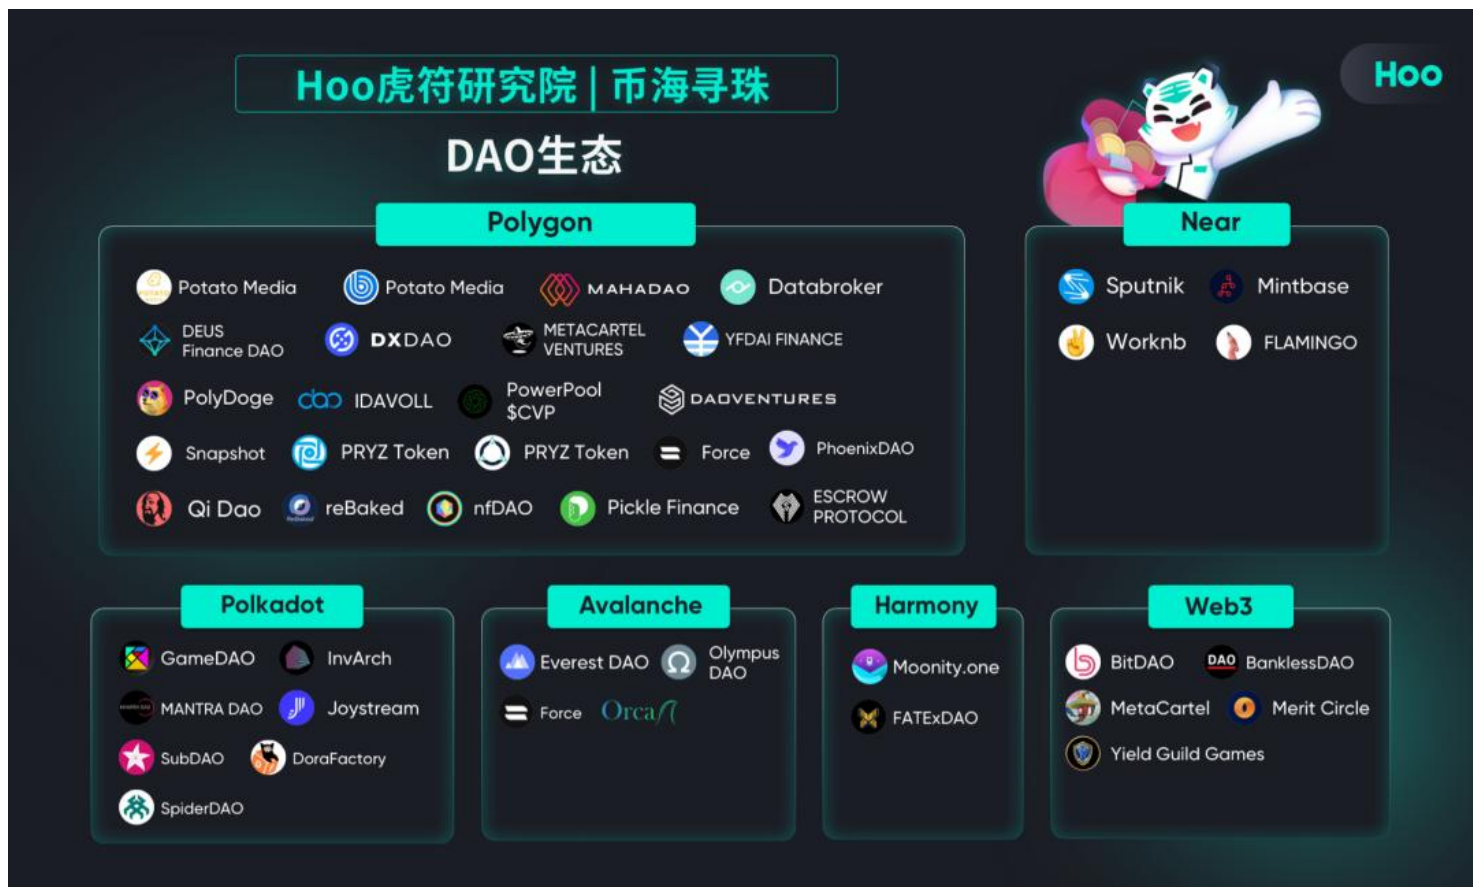 Hoo虎符研究院 | 币海寻珠
Hoo
DAO生态
Polygon
Potato Media
Potato Media
MAHADAO
Databroker
DEUS
Finance DAO
DXDAO
METACARTEL
VENTURES
YFDAI FINANCE
PolyDoge
IDAVOLL
PowerPool
$CVP
DAOVENTURES
Snapshot
PRYZ Token
PRYZ Token
Force
PhoenixDAO
Qi Dao
reBaked
nfDAO
Pickle Finance
ESCROW
PROTOCOL
Near
Sputnik
Mintbase
Worknb
FLAMINGO
Polkadot
GameDAO
InvArch
MANTRA DAO
Joystream
SubDAO
DoraFactory
SpiderDAO
Avalanche
Everest DAO
Olympus
DAO
Force
Orca
Harmony
Moonity.one
FATExDAO
Web3
BitDAO
DAO
BanklessDAO
MetaCartel
Merit Circle
Yield Guild Games